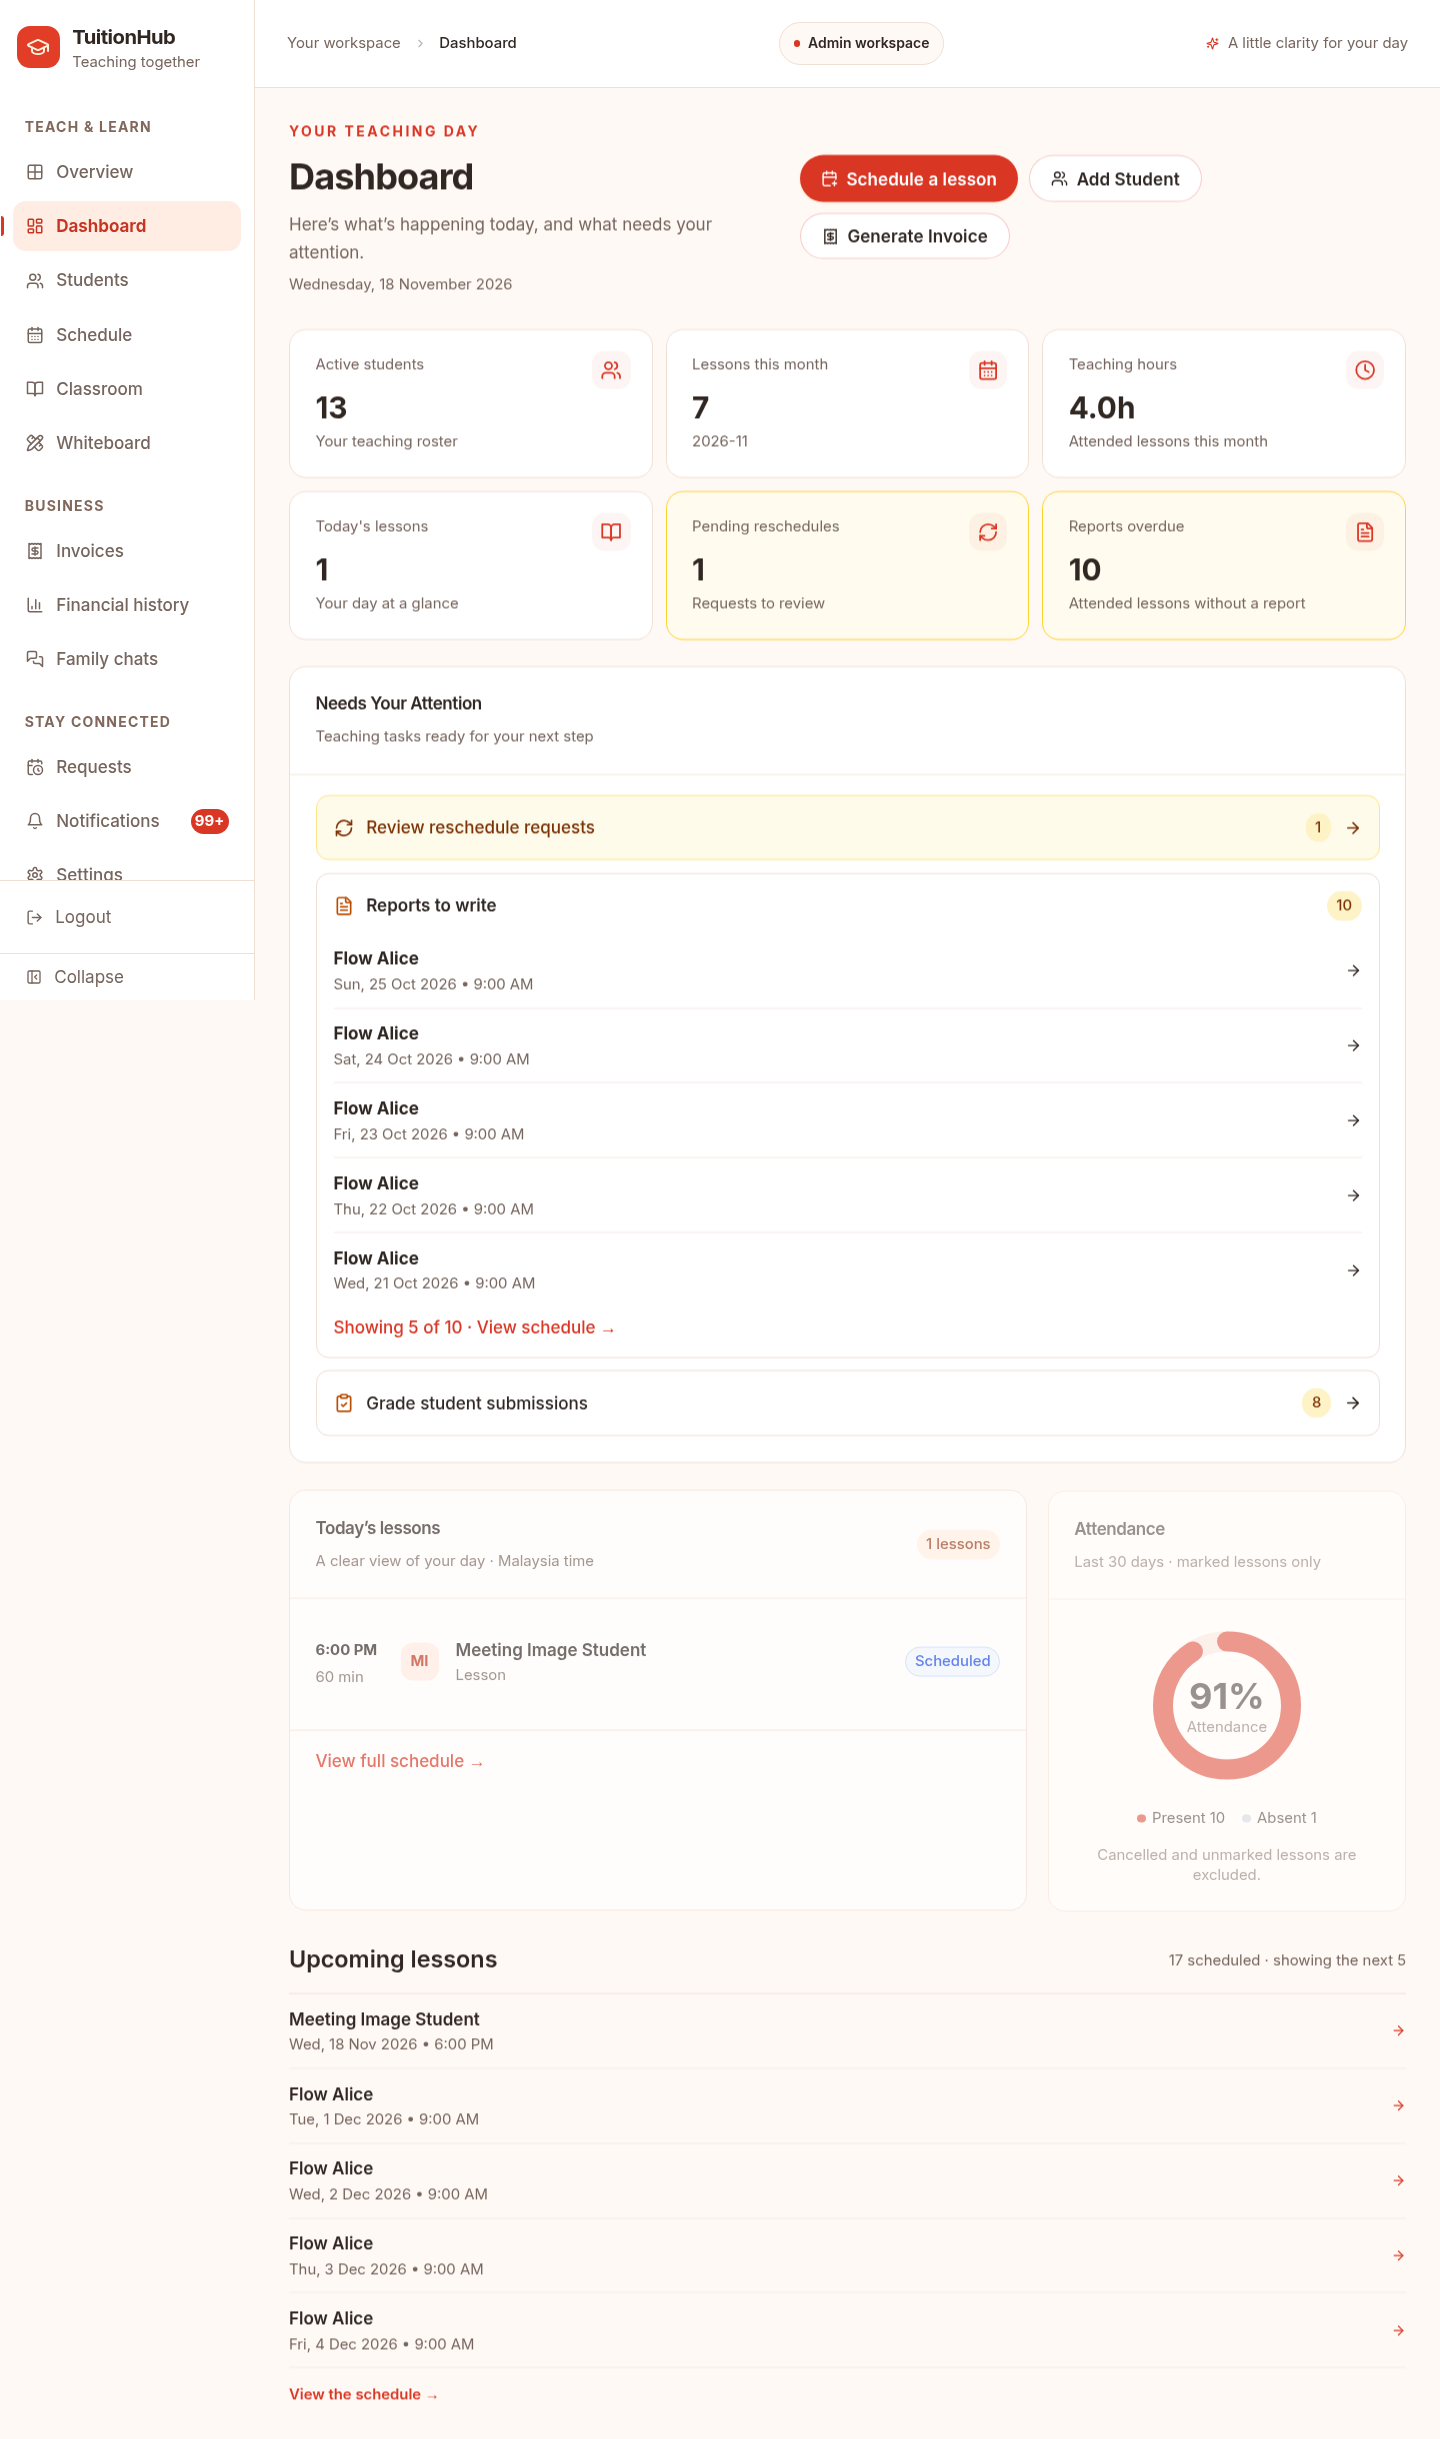 TuitionHub
Teaching together
TEACH & LEARN
Overview
Dashboard
Students
Schedule
Classroom
Whiteboard
BUSINESS
Invoices
Financial history
Family chats
STAY CONNECTED
Requests
Notifications 99+
Settings
Logout
Collapse
Your workspace › Dashboard
Admin workspace
A little clarity for your day
YOUR TEACHING DAY
Dashboard
Here’s what’s happening today, and what needs your
attention.
Wednesday, 18 November 2026
Schedule a lesson
Add Student
Generate Invoice
Active students
13
Your teaching roster
Lessons this month
7
2026-11
Teaching hours
4.0h
Attended lessons this month
Today's lessons
1
Your day at a glance
Pending reschedules
1
Requests to review
Reports overdue
10
Attended lessons without a report
Needs Your Attention
Teaching tasks ready for your next step
Review reschedule requests 1
Reports to write 10
Flow Alice
Sun, 25 Oct 2026 • 9:00 AM
Flow Alice
Sat, 24 Oct 2026 • 9:00 AM
Flow Alice
Fri, 23 Oct 2026 • 9:00 AM
Flow Alice
Thu, 22 Oct 2026 • 9:00 AM
Flow Alice
Wed, 21 Oct 2026 • 9:00 AM
Showing 5 of 10 · View schedule →
Grade student submissions 8
Today’s lessons
A clear view of your day · Malaysia time
1 lessons
6:00 PM
60 min
MI
Meeting Image Student
Lesson
Scheduled
View full schedule →
Attendance
Last 30 days · marked lessons only
91%
Attendance
Present 10 Absent 1
Cancelled and unmarked lessons are
excluded.
Upcoming lessons
17 scheduled · showing the next 5
Meeting Image Student
Wed, 18 Nov 2026 • 6:00 PM
Flow Alice
Tue, 1 Dec 2026 • 9:00 AM
Flow Alice
Wed, 2 Dec 2026 • 9:00 AM
Flow Alice
Thu, 3 Dec 2026 • 9:00 AM
Flow Alice
Fri, 4 Dec 2026 • 9:00 AM
View the schedule →